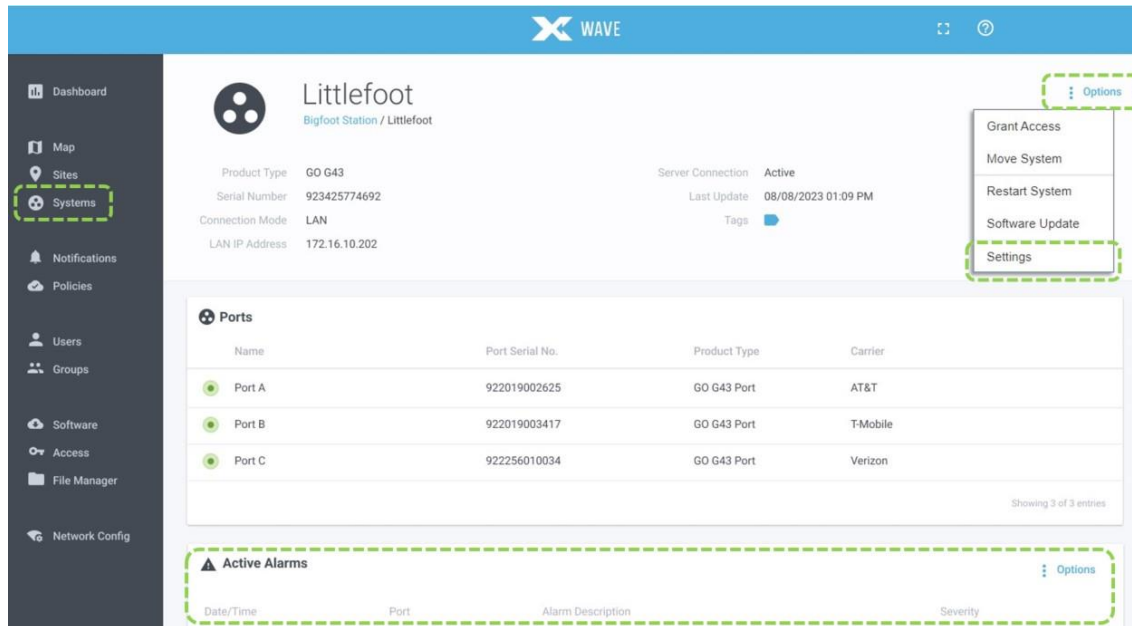 WAVE
Dashboard
Map
Sites
Systems
Notifications
Policies
Users
Groups
Software
Access
File Manager
Network Config
Littlefoot
Bigfoot Station / Littlefoot
Options
Grant Access
Move System
Restart System
Software Update
Settings
Product Type GO G43
Serial Number 923425774692
Connection Mode LAN
LAN IP Address 172.16.10.202
Server Connection Active
Last Update 08/08/2023 01:09 PM
Tags
Ports
Name Port Serial No. Product Type Carrier
Port A 922019002625 GO G43 Port AT&T
Port B 922019003417 GO G43 Port T-Mobile
Port C 922256010034 GO G43 Port Verizon
Showing 3 of 3 entries
Active Alarms
Options
Date/Time Port Alarm Description Severity